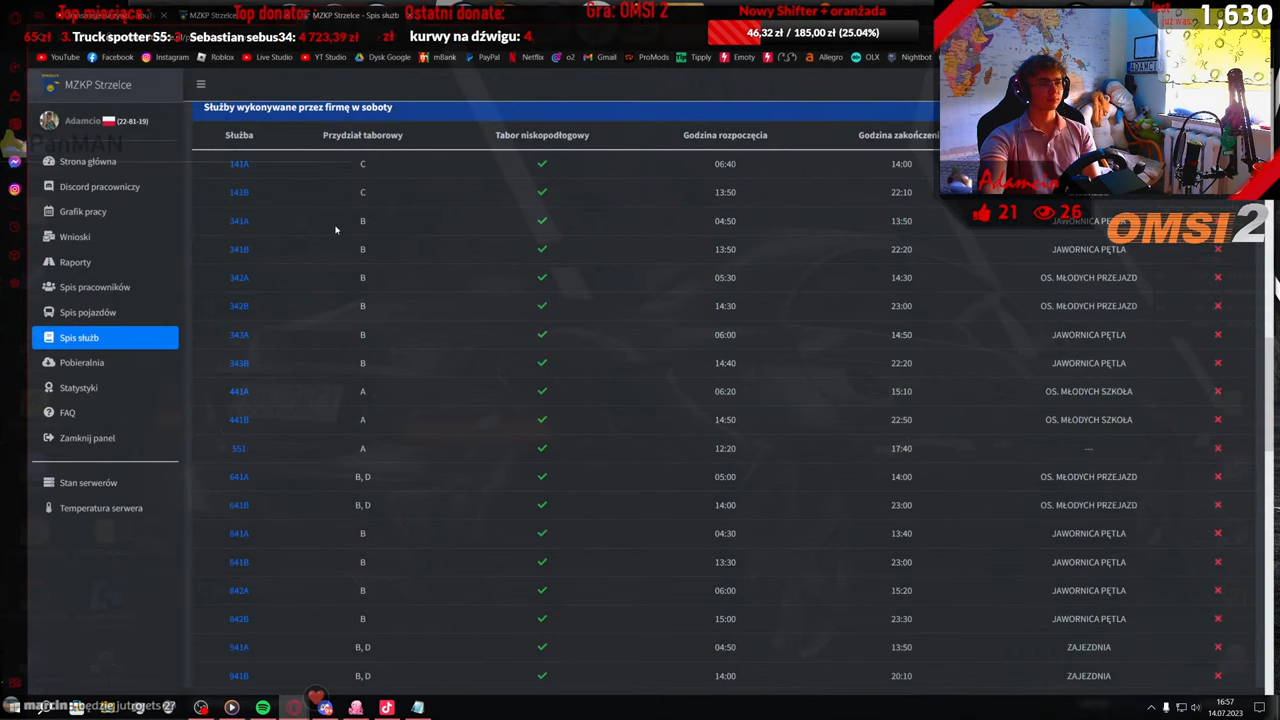 Top miesiąca:
Top donator:
Ostatni donate:
Gra: OMSI 2
Nowy Shifter + oranżada
1,630
MZKP Strzelce
MZKP Strzelce - Spis służb
Truckspotter S5:
Sebastian sebus34: 4 723,39 zł
kurwy na dźwigu: 4
46,32 zł / 185,00 zł (25.04%)
YouTube
Facebook
Instagram
Roblox
Live Studio
YT Studio
Dysk Google
mBank
PayPal
Netflix
o2
Gmail
ProMods
Tipply
Emoty
Allegro
OLX
Nightbot
MZKP Strzelce
Adamcio (22-81-19)
PanMAN
Strona główna
Discord pracowniczy
Grafik pracy
Wnioski
Raporty
Spis pracowników
Spis pojazdów
Spis służb
Pobieralnia
Statystyki
FAQ
Zamknij panel
Stan serwerów
Temperatura serwera
Służby wykonywane przez firmę w soboty
Służba Przydział taborowy Tabor niskopodłogowy Godzina rozpoczęcia
141A C 06:40 14:00
141B C 13:50 22:10
341A B 04:50 13:50
341B B 13:50 22:20 JAWORNICA PĘTLA
342A B 05:30 14:30 OS. MŁODYCH PRZEJAZD
342B B 14:30 23:00 OS. MŁODYCH PRZEJAZD
343A B 06:00 14:50 JAWORNICA PĘTLA
343B B 14:40 22:20 JAWORNICA PĘTLA
441A A 06:20 15:10 OS. MŁODYCH SZKOŁA
441B A 14:50 22:50 OS. MŁODYCH SZKOŁA
551 A 12:20 17:40 ---
641A B, D 05:00 14:00 OS. MŁODYCH PRZEJAZD
641B B, D 14:00 23:00 OS. MŁODYCH PRZEJAZD
841A B 04:30 13:40 JAWORNICA PĘTLA
841B B 13:30 23:00 JAWORNICA PĘTLA
842A B 06:00 15:20 JAWORNICA PĘTLA
842B B 15:00 23:30 JAWORNICA PĘTLA
941A B, D 04:50 13:50 ZAJEZDNIA
941B B, D 14:00 20:10 ZAJEZDNIA
Adamcio
21
26
OMSI 2
marcin
16:57
14.07.2023